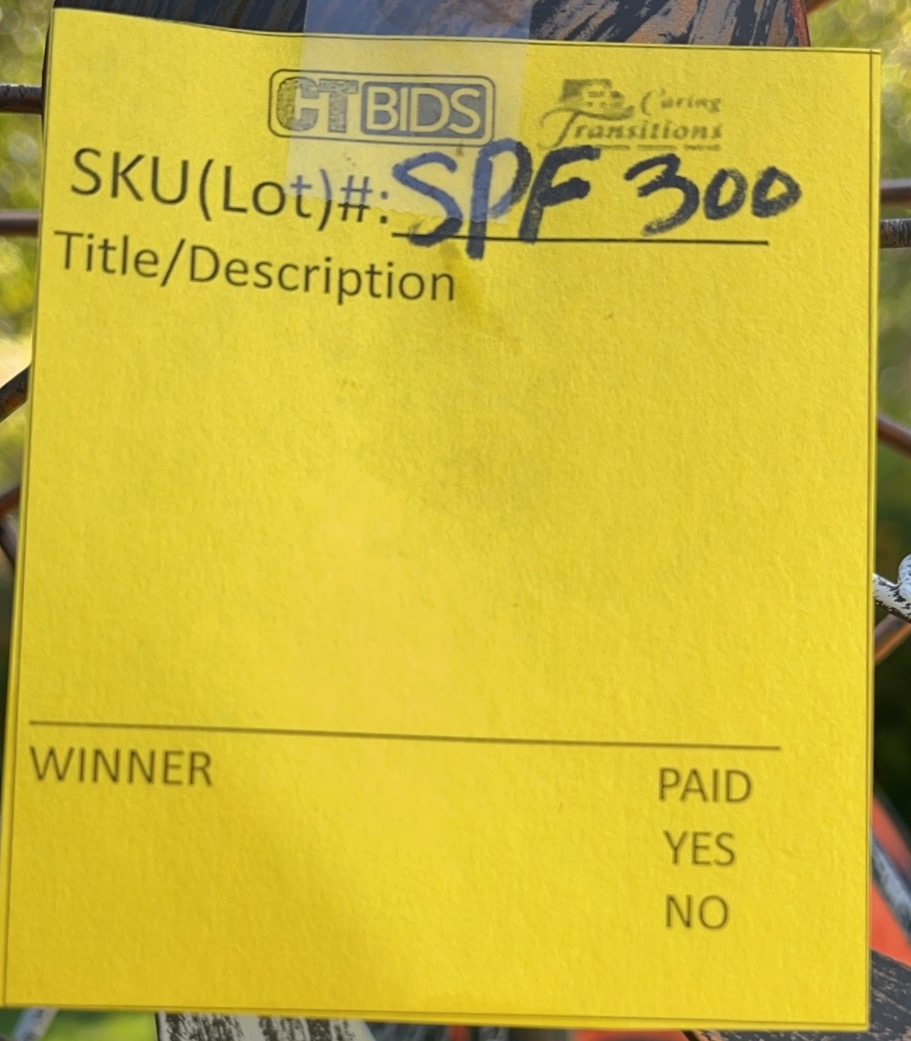 CTBIDS
Caring
Transitions
SKU(Lot)#: SPF 300
Title/Description
WINNER
PAID
YES
NO